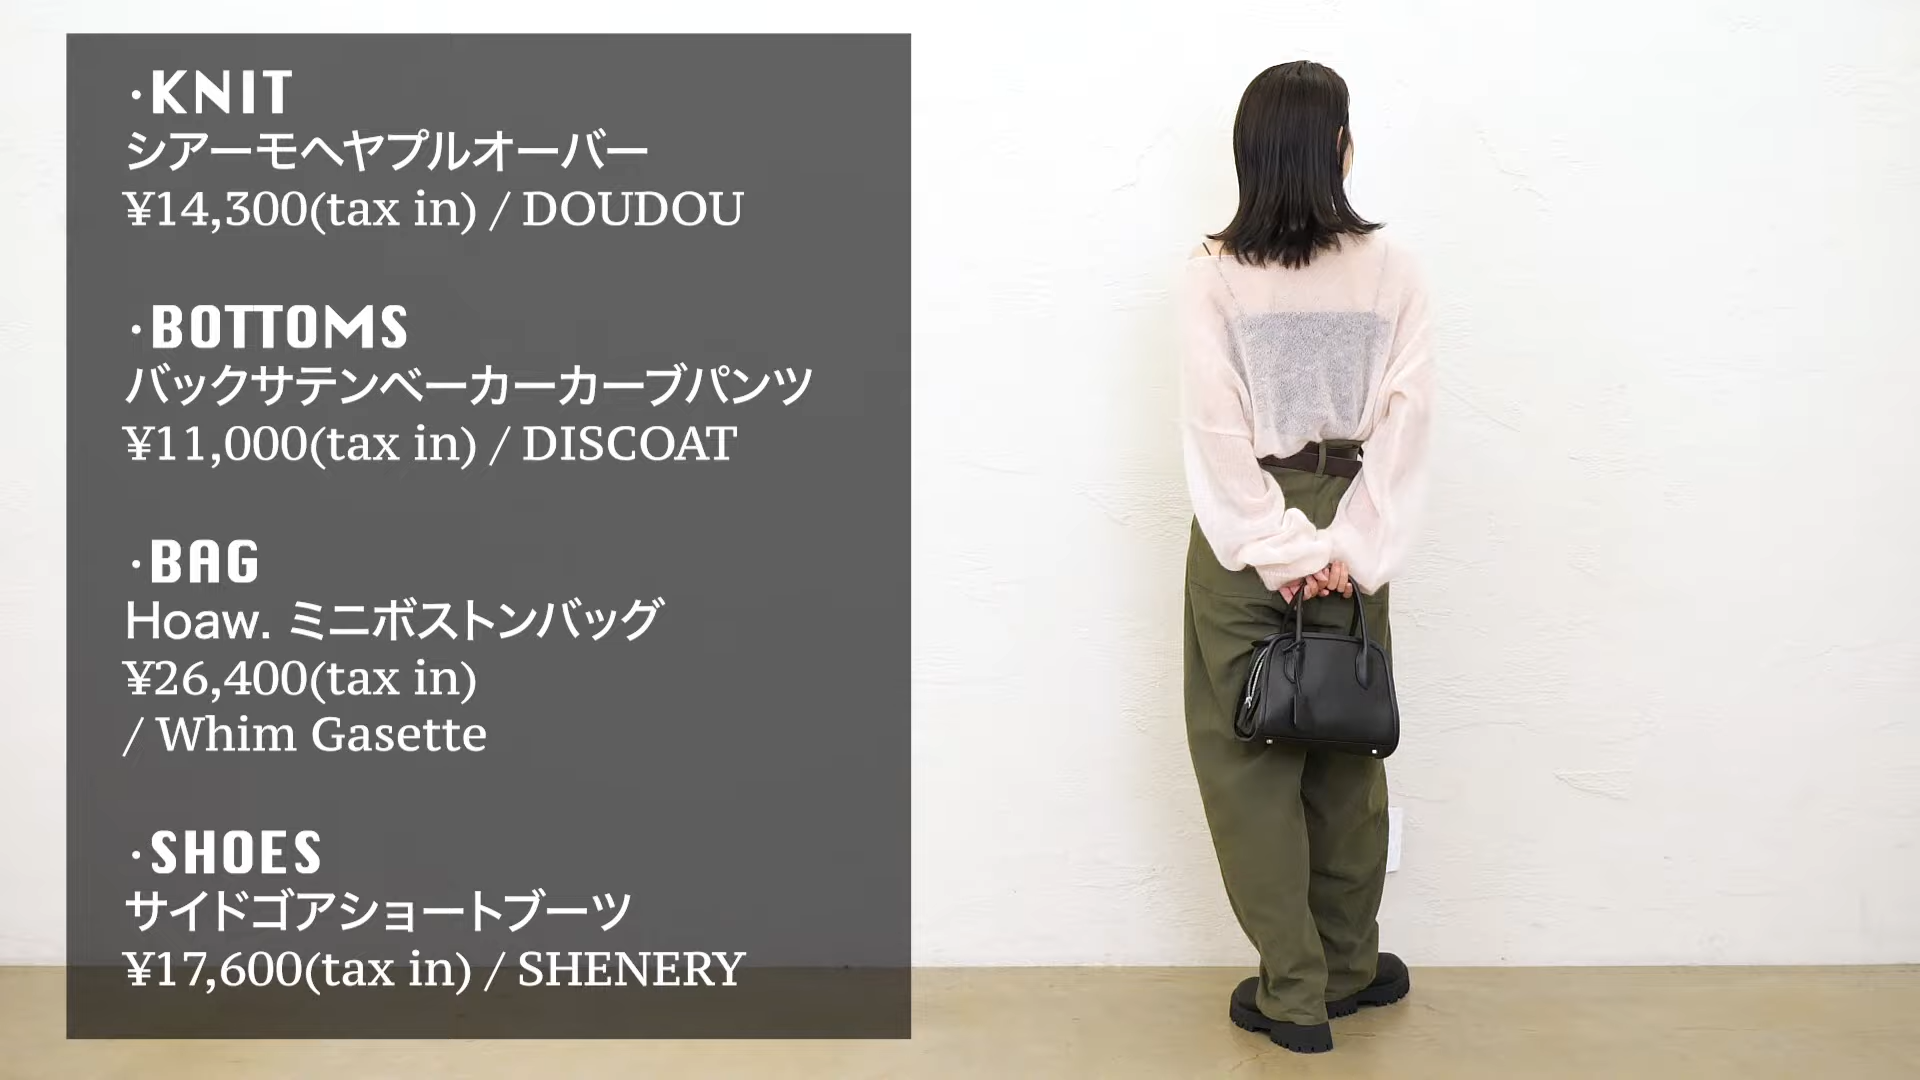 ·KNIT
シアーモヘヤプルオーバー
¥14,300(tax in) / DOUDOU
·BOTTOMS
バックサテンベーカーカーブパンツ
¥11,000(tax in) / DISCOAT
·BAG
Hoaw. ミニボストンバッグ
¥26,400(tax in)
/ Whim Gasette
·SHOES
サイドゴアショートブーツ
¥17,600(tax in) / SHENERY